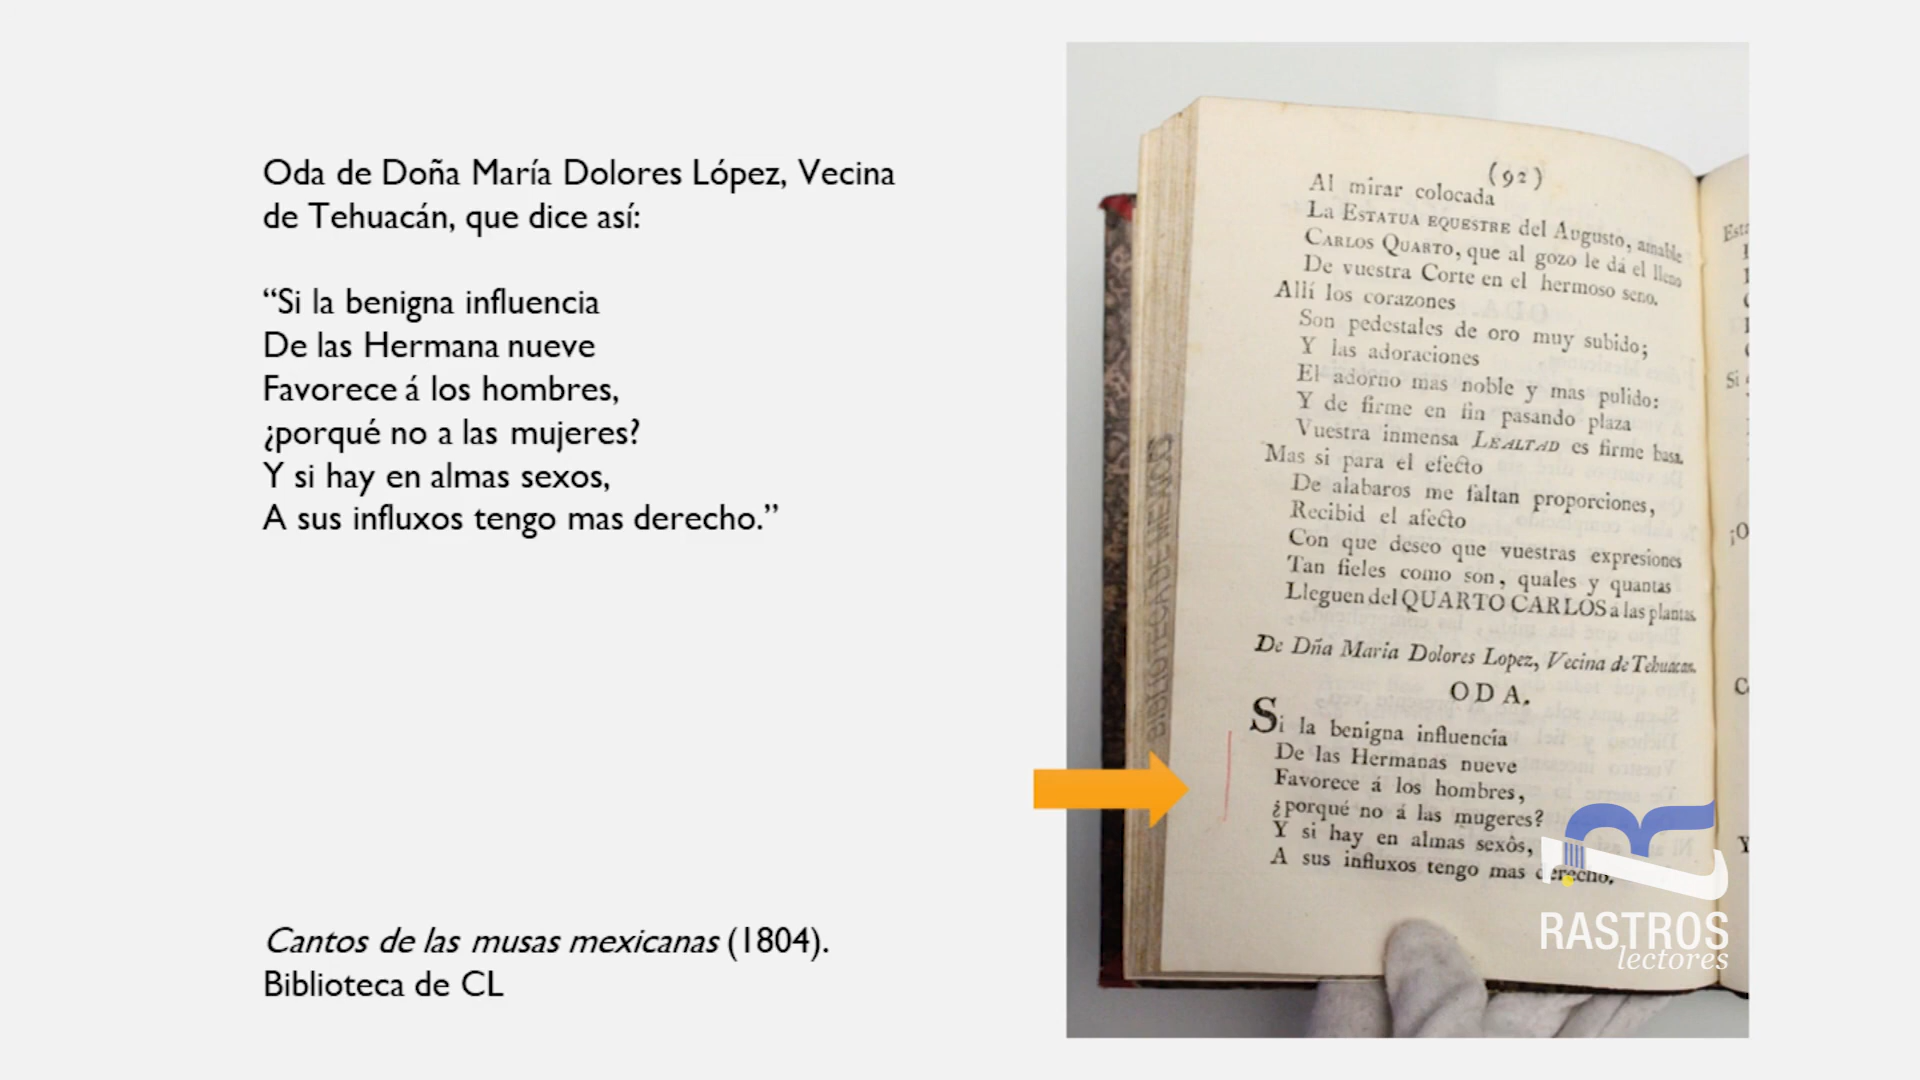 Oda de Doña María Dolores López, Vecina
de Tehuacán, que dice así:
“Si la benigna influencia
De las Hermana nueve
Favorece á los hombres,
¿porqué no a las mujeres?
Y si hay en almas sexos,
A sus influxos tengo mas derecho.”
Cantos de las musas mexicanas (1804).
Biblioteca de CL
(92)
Al mirar colocada
La ESTATUA EQUESTRE del Augusto, amable
CARLOS QUARTO, que al gozo le dá el lleno
De vuestra Corte en el hermoso seno.
Allí los corazones
Son pedestales de oro muy subido;
Y las adoraciones
El adorno mas noble y mas pulido:
Y de firme en fin pasando plaza
Vuestra inmensa LEALTAD es firme basa.
Mas si para el efecto
De alabaros me faltan proporciones,
Recibid el afecto
Con que deseo que vuestras expresiones
Tan fieles como son, quales y quantas
Lleguen del QUARTO CARLOS a las plantas.
De Dña Maria Dolores Lopez, Vecina de Tehuacan.
ODA.
Si la benigna influencia
De las Hermanas nueve
Favorece á los hombres,
¿porqué no á las mugeres?
Y si hay en almas sexôs,
A sus influxos tengo mas derecho.
BIBLIOTECA DE MEXICO
RASTROS
lectores